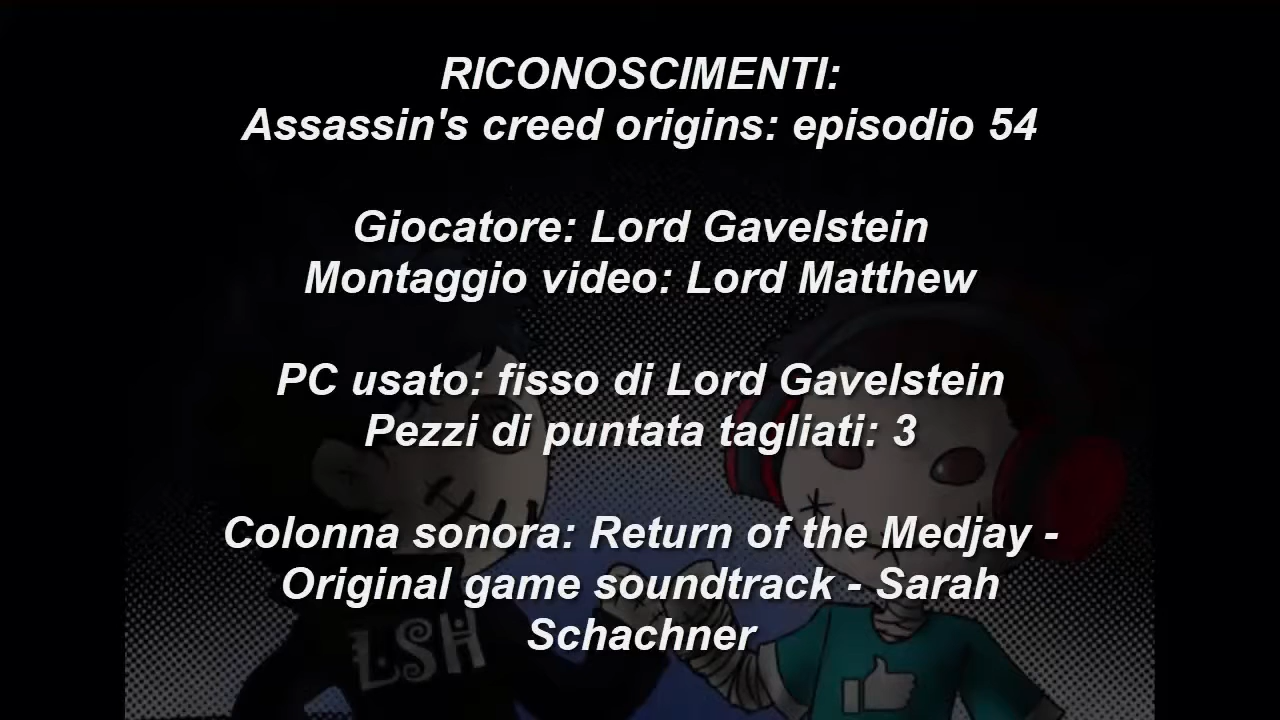 RICONOSCIMENTI:
Assassin's creed origins: episodio 54
Giocatore: Lord Gavelstein
Montaggio video: Lord Matthew
PC usato: fisso di Lord Gavelstein
Pezzi di puntata tagliati: 3
Colonna sonora: Return of the Medjay -
Original game soundtrack - Sarah
Schachner
LSH